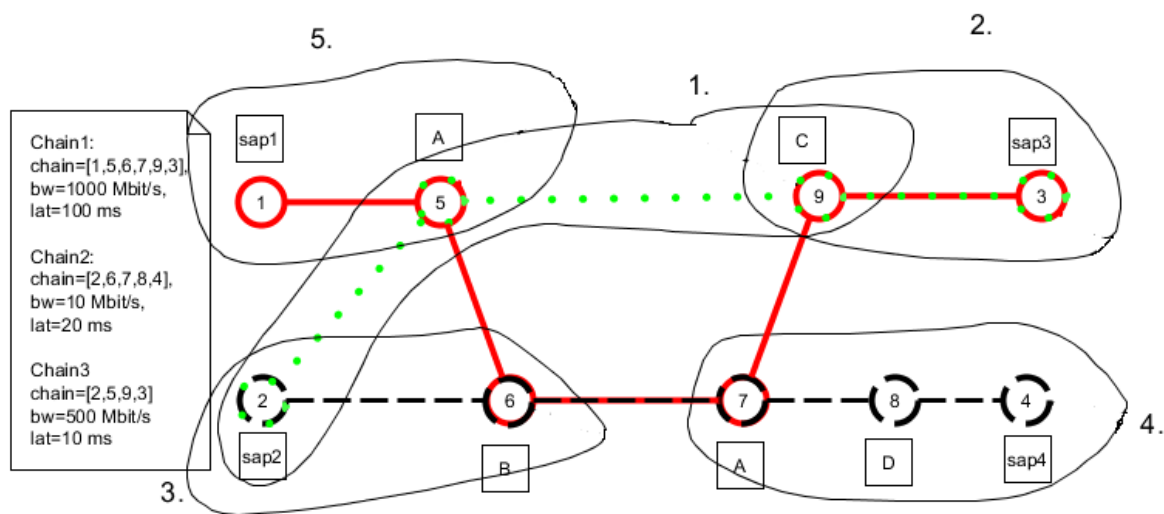 5.
2.
1.
Chain1:
chain=[1,5,6,7,9,3],
bw=1000 Mbit/s,
lat=100 ms
Chain2:
chain=[2,6,7,8,4],
bw=10 Mbit/s,
lat=20 ms
Chain3
chain=[2,5,9,3]
bw=500 Mbit/s
lat=10 ms
sap1
A
C
sap3
1
5
9
3
2
6
7
8
4
sap2
B
A
D
sap4
3.
4.